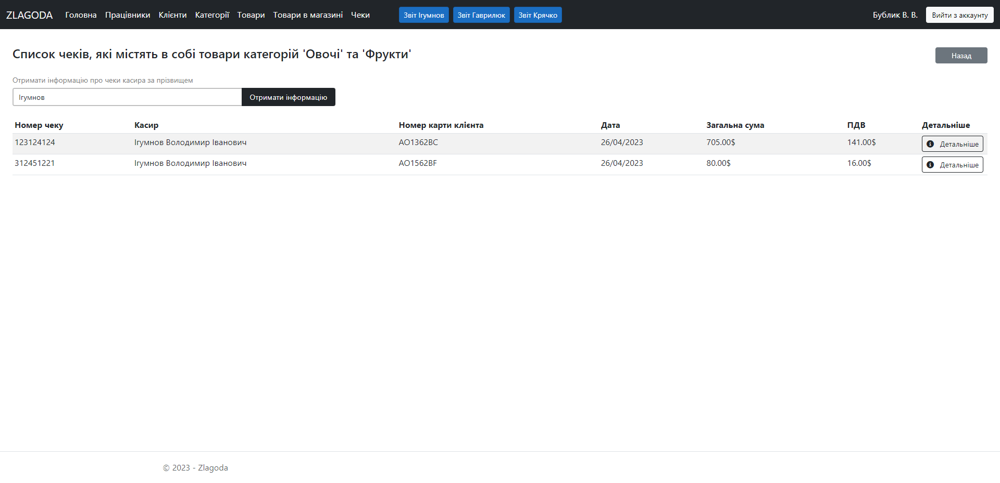 ZLAGODA Головна Працівники Клієнти Категорії Товари Товари в магазині Чеки Звіт Ігумнов Звіт Гаврилюк Звіт Крячко Бублик В. В. Вийти з аккаунту
Список чеків, які містять в собі товари категорій 'Овочі' та 'Фрукти' Назад
Отримати інформацію про чеки касира за прізвищем
Ігумнов Отримати інформацію
Номер чеку Касир Номер карти клієнта Дата Загальна сума ПДВ Детальніше
123124124 Ігумнов Володимир Іванович AO1362BC 26/04/2023 705.00$ 141.00$ Детальніше
312451221 Ігумнов Володимир Іванович AO1562BF 26/04/2023 80.00$ 16.00$ Детальніше
© 2023 - Zlagoda